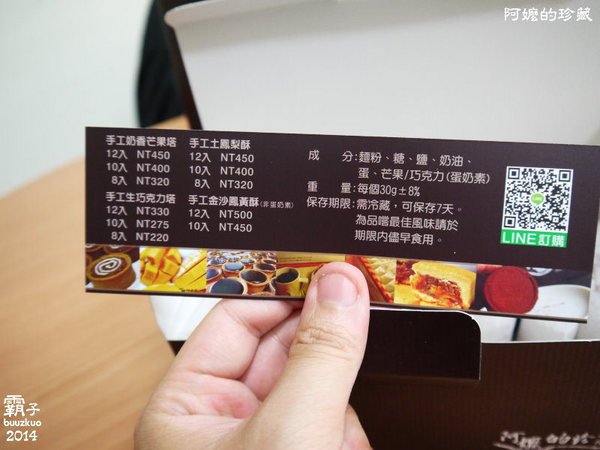 阿嬤的珍藏
手工奶香芒果塔
12入 NT450
10入 NT400
8入 NT320
手工生巧克力塔
12入 NT330
10入 NT275
8入 NT220
手工土鳳梨酥
12入 NT450
10入 NT400
8入 NT320
手工金沙鳳黃酥(非蛋奶素)
12入 NT500
10入 NT450
成 分:麵粉、糖、鹽、奶油、
蛋、芒果/巧克力(蛋奶素)
重 量:每個30g±8%
保存期限:需冷藏,可保存7天。
為品嚐最佳風味請於
期限內儘早食用。
LINE訂購
阿嬤的珍
霸子
buuzkuo
2014